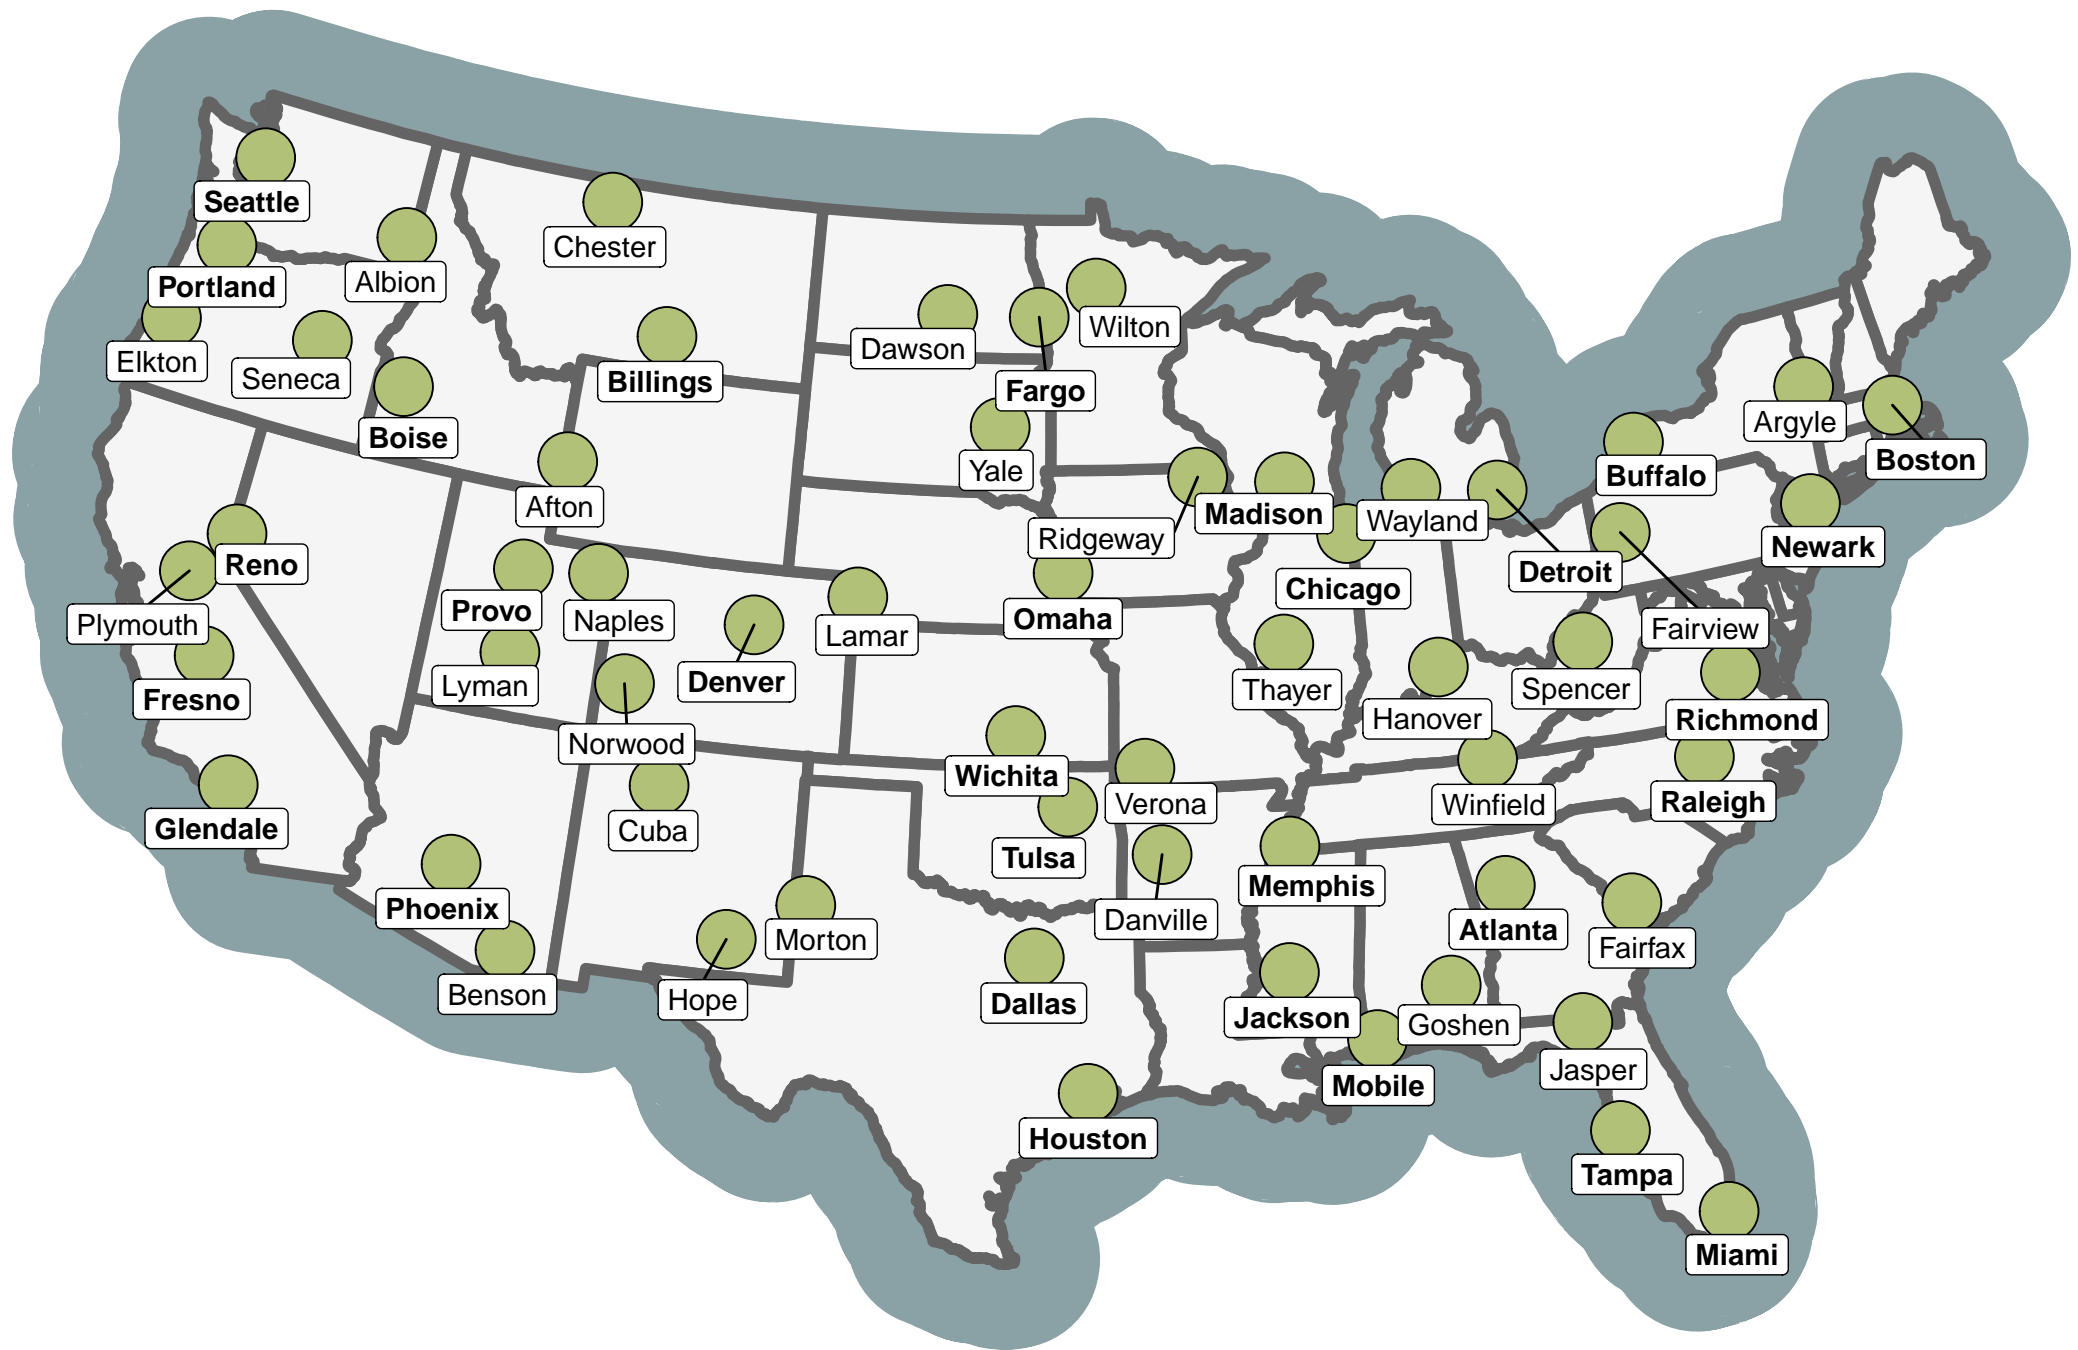 Seattle
Chester
Portland
Albion
Wilton
Dawson
Elkton
Seneca
Billings
Fargo
Argyle
Boise
Yale
Boston
Buffalo
Afton
Madison
Wayland
Ridgeway
Newark
Reno
Detroit
Chicago
Provo
Naples
Omaha
Plymouth
Lamar
Fairview
Denver
Lyman
Thayer
Spencer
Fresno
Hanover
Richmond
Norwood
Wichita
Verona
Winfield
Raleigh
Glendale
Cuba
Tulsa
Memphis
Phoenix
Danville
Atlanta
Morton
Fairfax
Benson
Hope
Dallas
Jackson
Goshen
Jasper
Mobile
Houston
Tampa
Miami